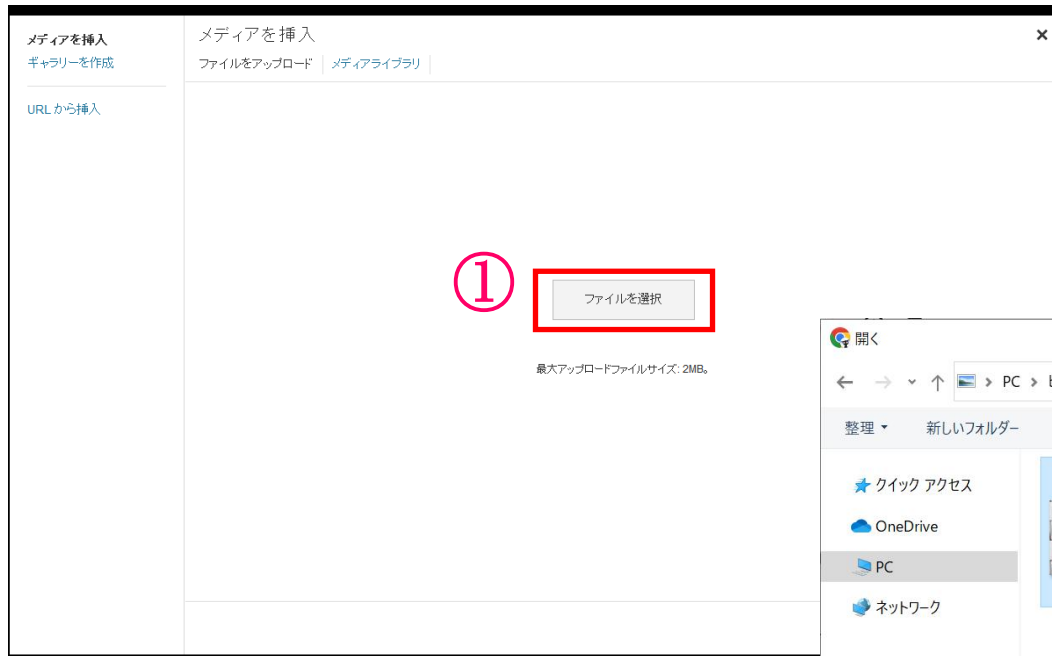 メディアを挿入
ギャラリーを作成
URL から挿入
メディアを挿入
×
ファイルをアップロード
メディアライブラリ
①
ファイルを選択
最大アップロードファイルサイズ: 2MB。
開く
PC
整理
新しいフォルダー
クイック アクセス
OneDrive
PC
ネットワーク